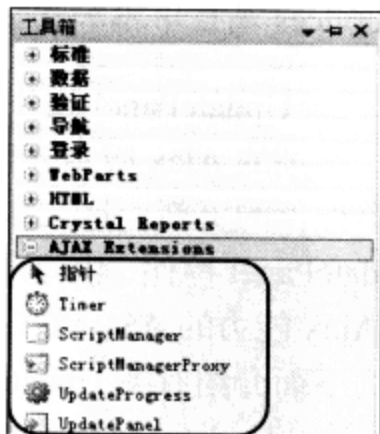 工具箱
标准
数据
验证
导航
登录
WebParts
HTML
Crystal Reports
AJAX Extensions
指针
Timer
ScriptManager
ScriptManagerProxy
UpdateProgress
UpdatePanel